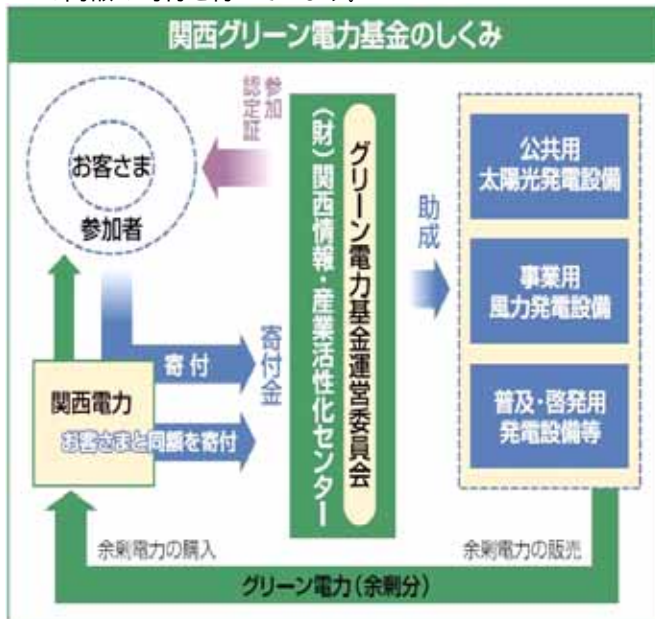 関西グリーン電力基金のしくみ
お客さま
参加者
参加
認定証
(財)関西情報・産業活性化センター
グリーン電力基金運営委員会
助成
公共用
太陽光発電設備
事業用
風力発電設備
普及・啓発用
発電設備等
寄付
寄付金
関西電力
お客さまと同額を寄付
余剰電力の購入
余剰電力の販売
グリーン電力(余剰分)